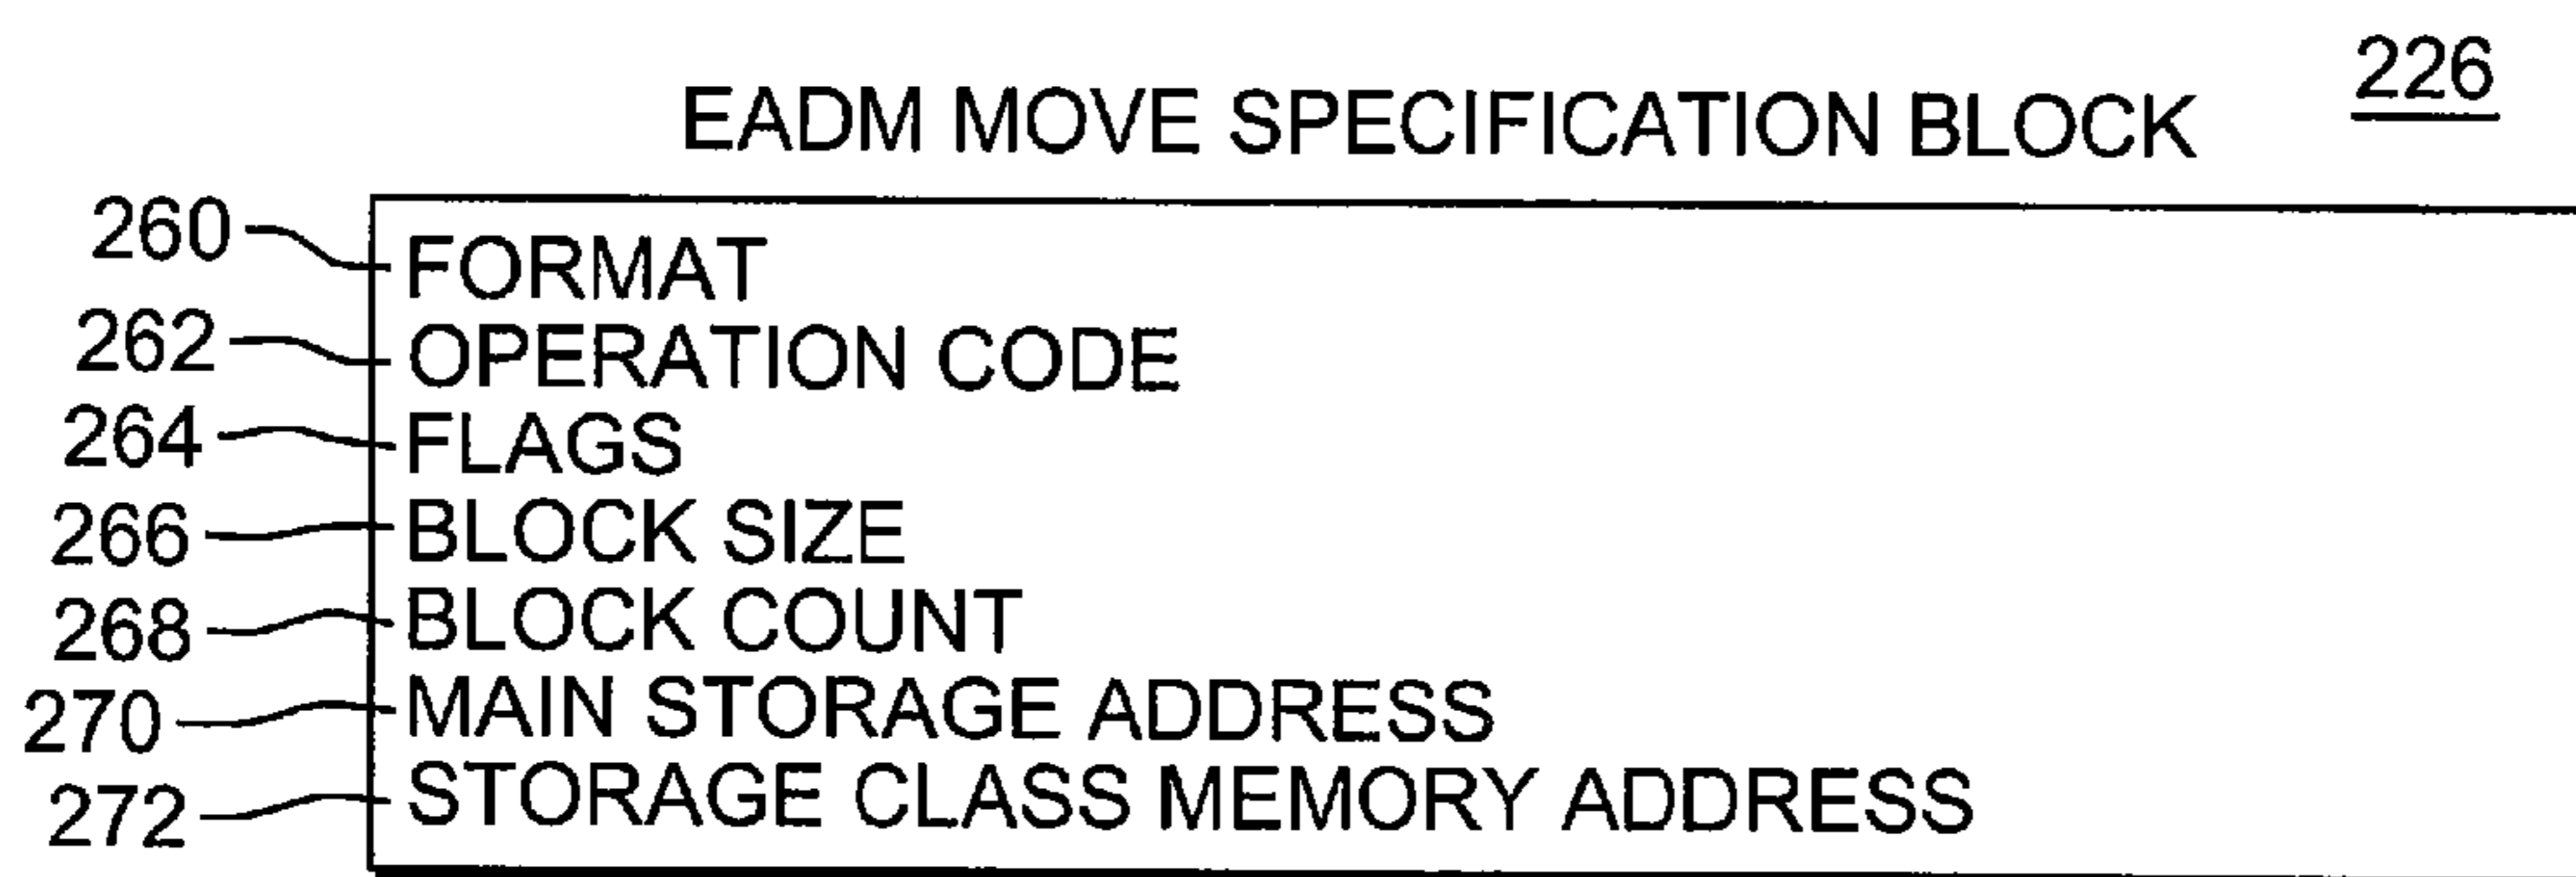 226
EADM MOVE SPECIFICATION BLOCK
260 FORMAT
262 OPERATION CODE
264 FLAGS
266 BLOCK SIZE
268 BLOCK COUNT
270 MAIN STORAGE ADDRESS
272 STORAGE CLASS MEMORY ADDRESS